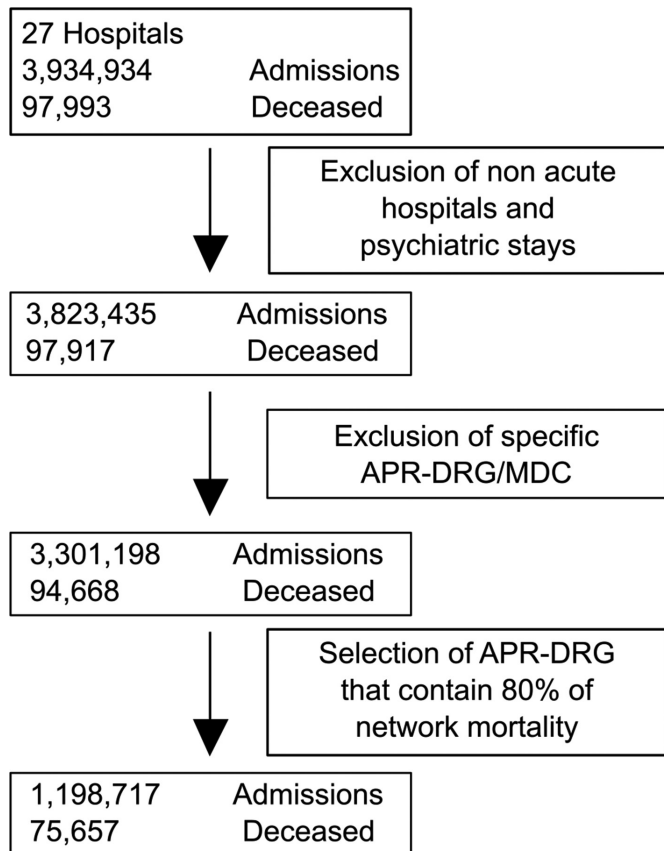 27 Hospitals
3,934,934 Admissions
97,993 Deceased
Exclusion of non acute
hospitals and
psychiatric stays
3,823,435 Admissions
97,917 Deceased
Exclusion of specific
APR-DRG/MDC
3,301,198 Admissions
94,668 Deceased
Selection of APR-DRG
that contain 80% of
network mortality
1,198,717 Admissions
75,657 Deceased